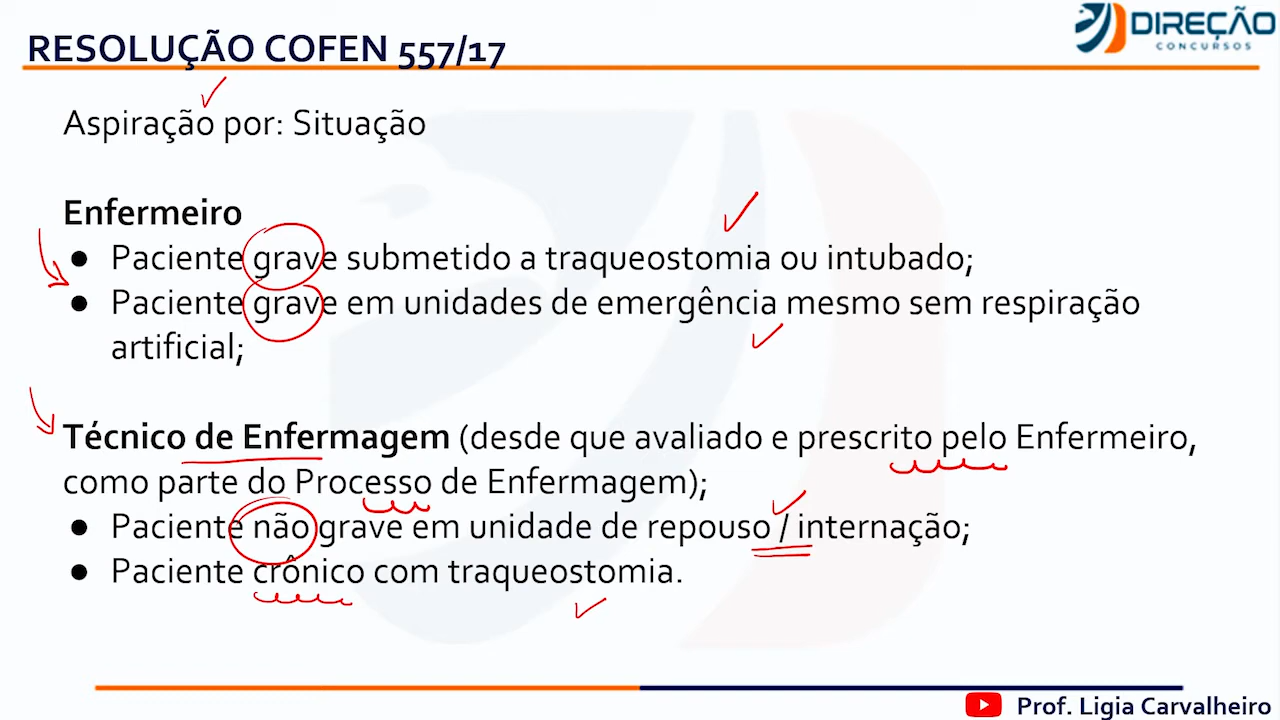 RESOLUÇÃO COFEN 557/17
DIREÇÃO
CONCURSOS
Aspiração por: Situação
Enfermeiro
● Paciente grave submetido a traqueostomia ou intubado;
● Paciente grave em unidades de emergência mesmo sem respiração
artificial;
Técnico de Enfermagem (desde que avaliado e prescrito pelo Enfermeiro,
como parte do Processo de Enfermagem);
● Paciente não grave em unidade de repouso / internação;
● Paciente crônico com traqueostomia.
Prof. Ligia Carvalheiro